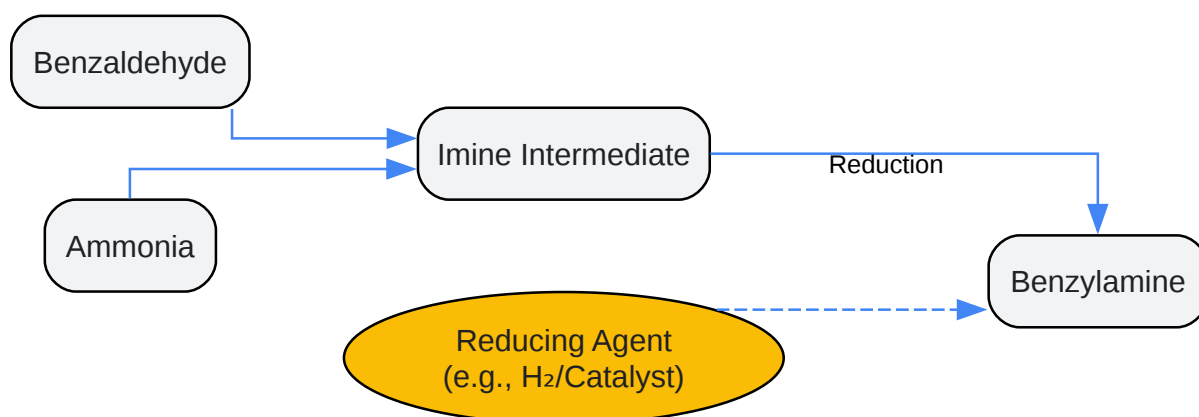 Benzaldehyde
Imine Intermediate
Reduction
Ammonia
Benzylamine
Reducing Agent
(e.g., H₂/Catalyst)